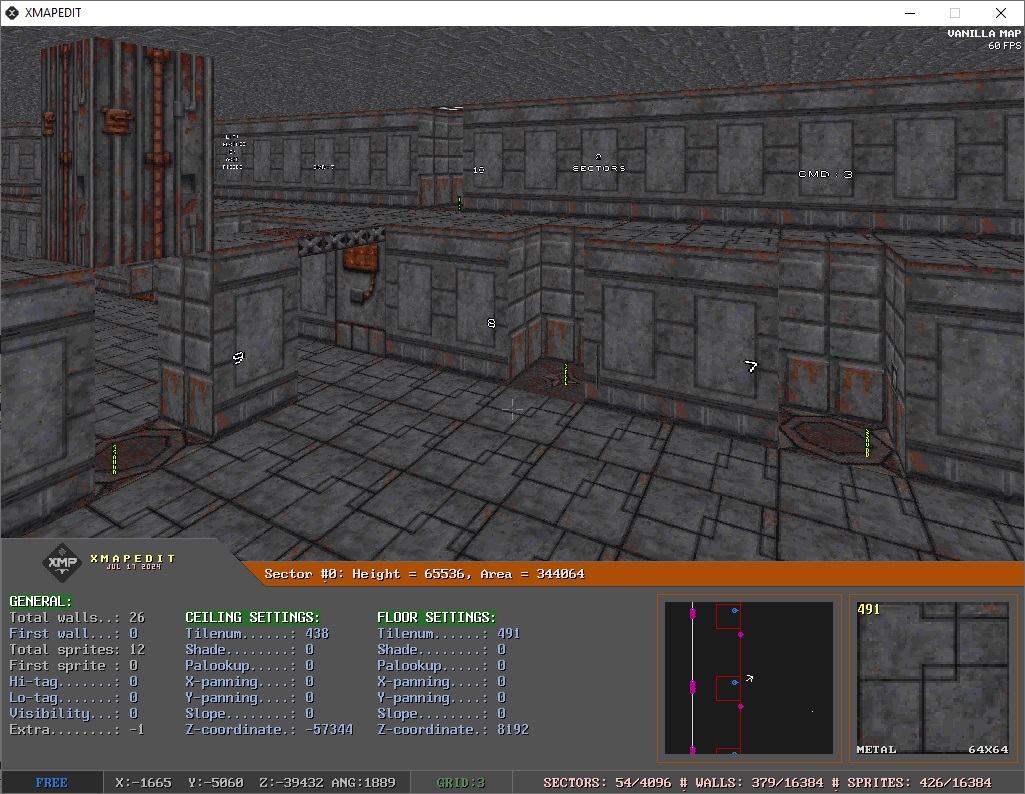 XMAPEDIT
VANILLA MAP
60 FPS
10
SECTORS
CMD : 3
8
9
7
SOUND
SOUND
XMP
XMAPEDIT
JUL 17 2024
Sector #0: Height = 65536, Area = 344064
GENERAL:
Total walls..: 26
First wall...: 0
Total sprites: 12
First sprite : 0
Hi-tag.......: 0
Lo-tag.......: 0
Visibility...: 0
Extra........: -1
CEILING SETTINGS:
Tilenum......: 438
Shade........: 0
Palookup.....: 0
X-panning....: 0
Y-panning....: 0
Slope........: 0
Z-coordinate.: -57344
FLOOR SETTINGS:
Tilenum......: 491
Shade........: 0
Palookup.....: 0
X-panning....: 0
Y-panning....: 0
Slope........: 0
Z-coordinate.: 8192
491
METAL 64X64
FREE
X:-1665 Y:-5060 Z:-39432 ANG:1889
GRID:3
SECTORS: 54/4096 # WALLS: 379/16384 # SPRITES: 426/16384